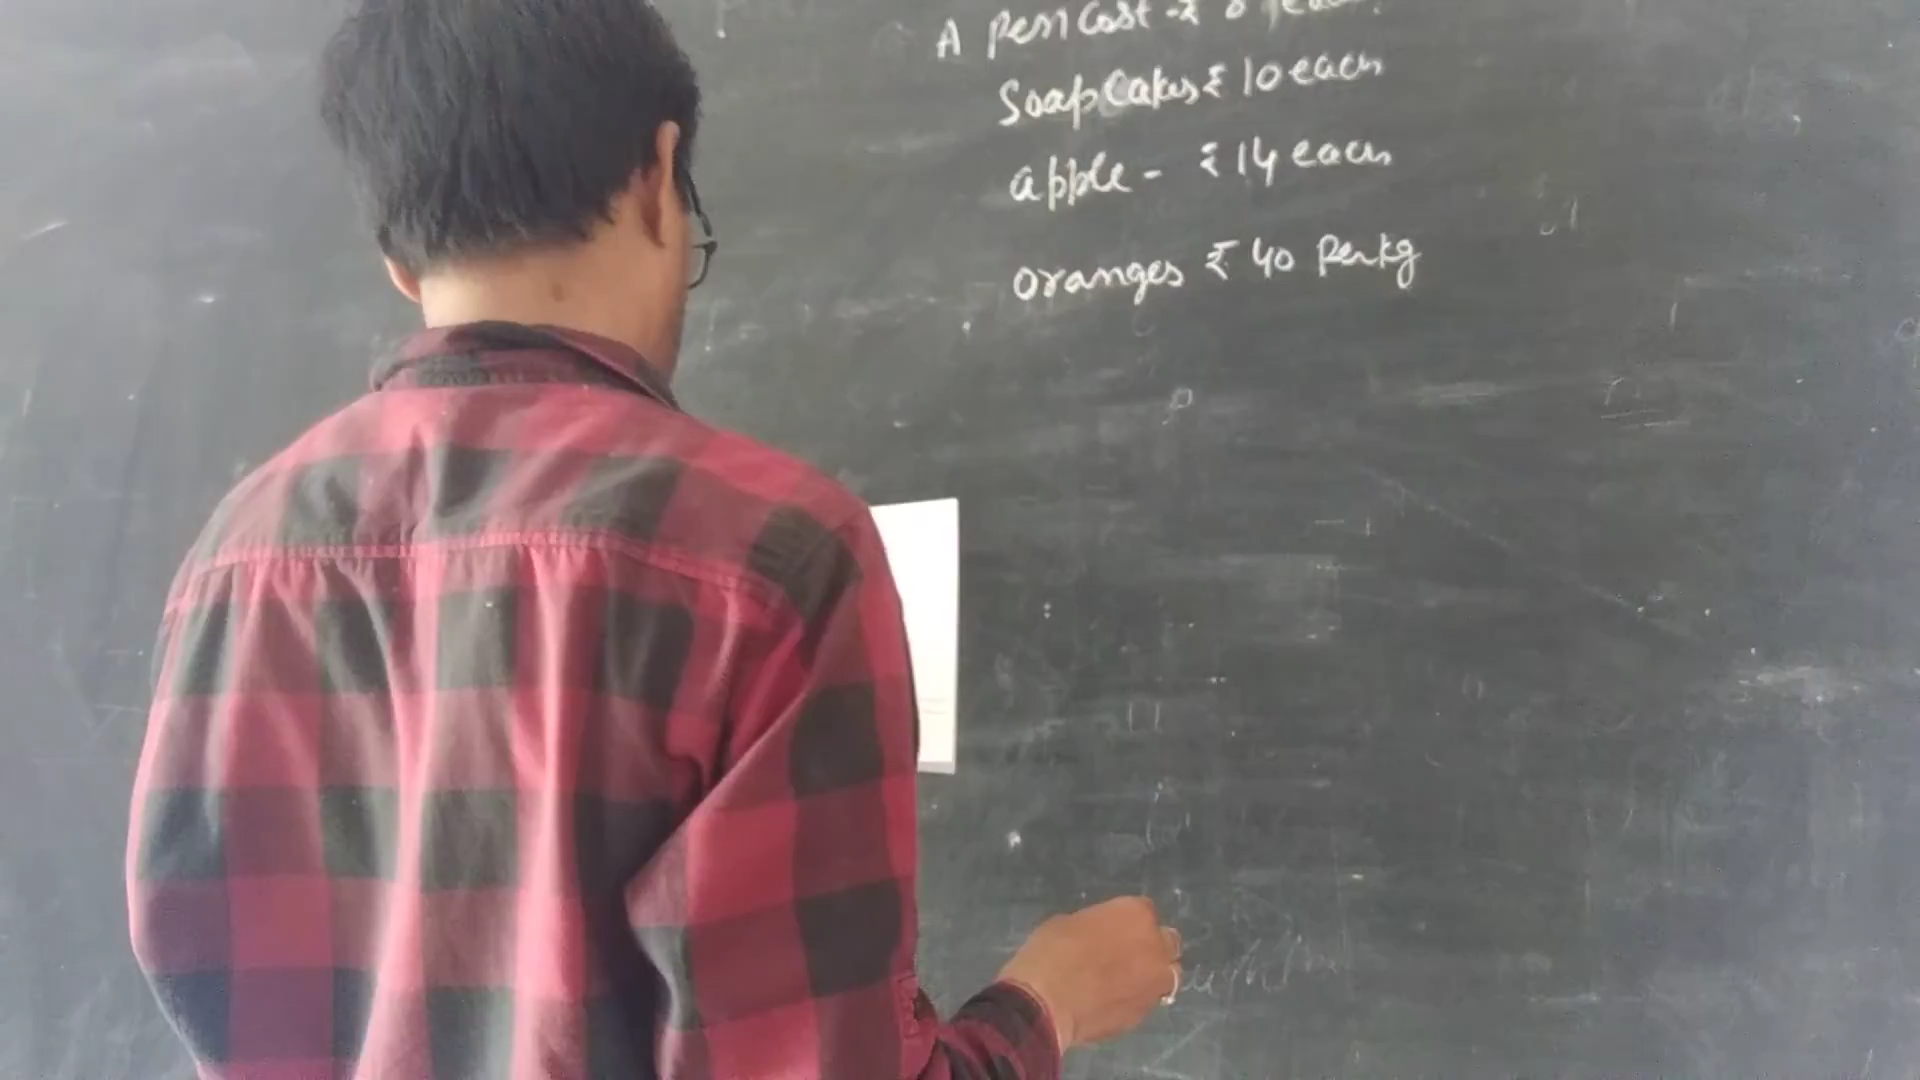 A Pen Cost - ₹ 8 each.
Soap Cakes ₹ 10 each
apple - ₹ 14 each
oranges ₹ 40 Per kg